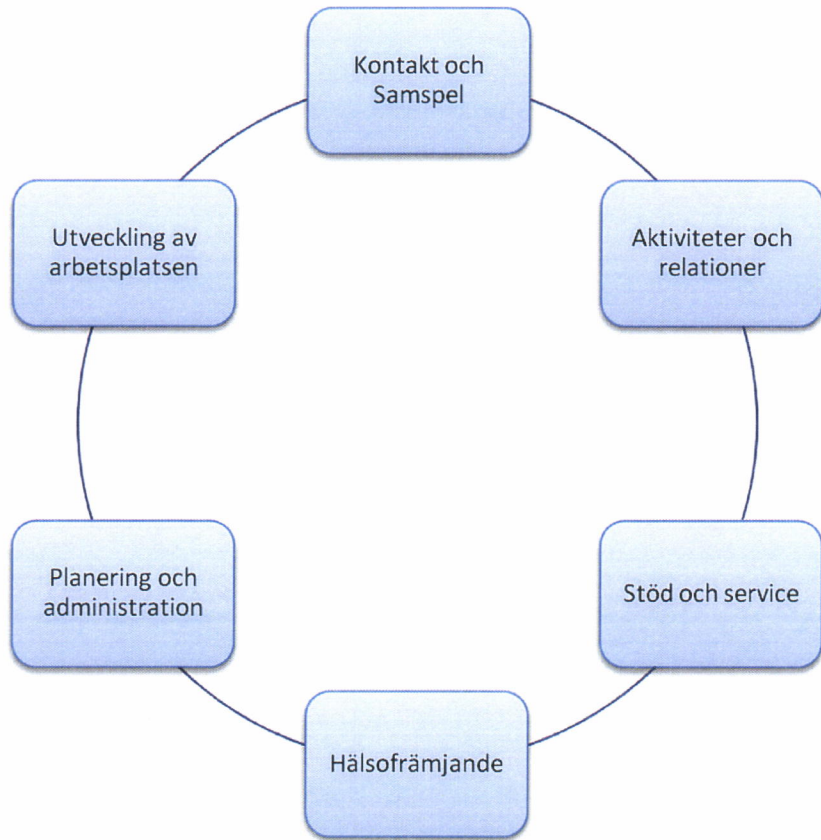 Kontakt och
Samspel
Aktiviteter och
relationer
Stöd och service
Hälsofrämjande
Planering och
administration
Utveckling av
arbetsplatsen